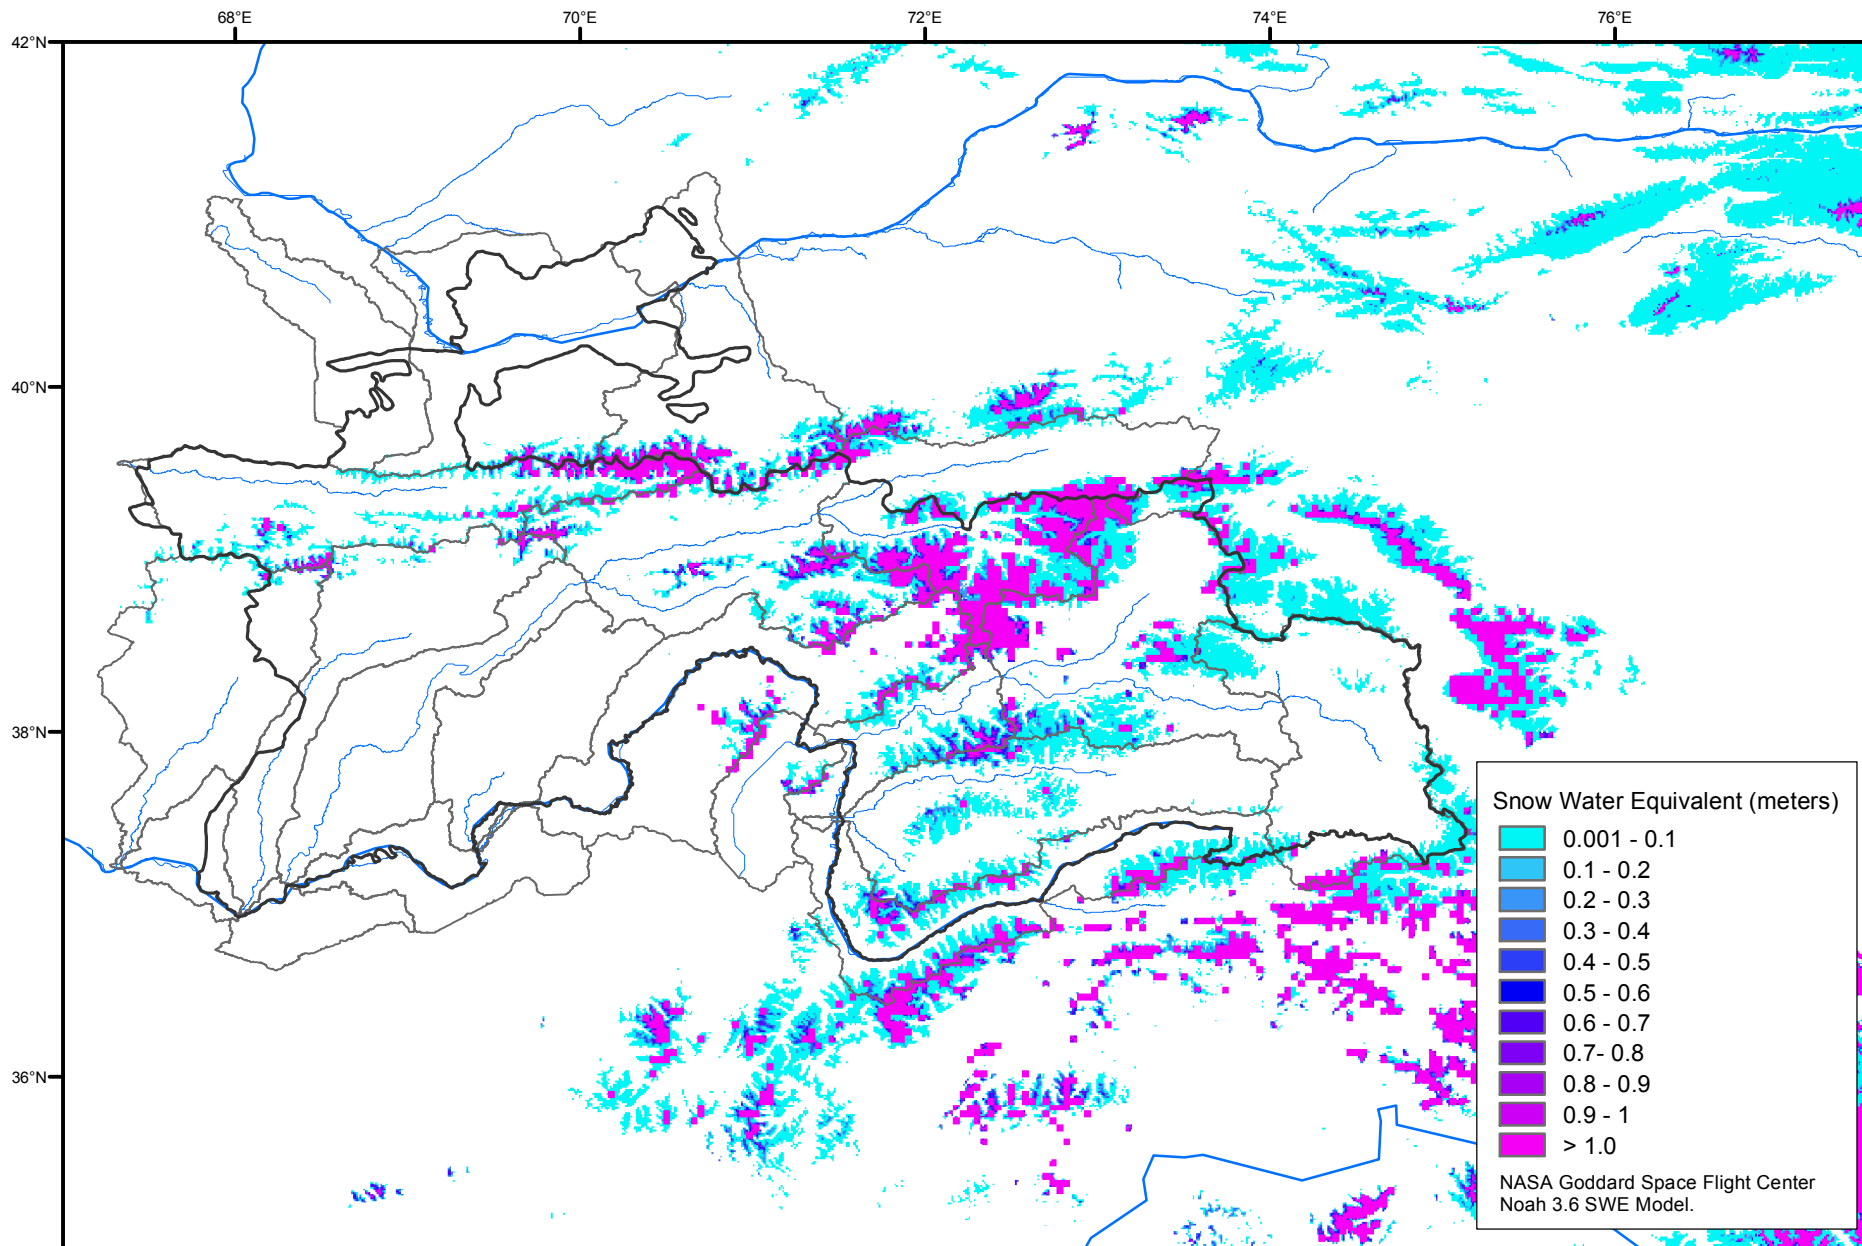 68°E
70°E
72°E
74°E
76°E
42°N
40°N
38°N
36°N
Snow Water Equivalent (meters)
0.001 - 0.1
0.1 - 0.2
0.2 - 0.3
0.3 - 0.4
0.4 - 0.5
0.5 - 0.6
0.6 - 0.7
0.7- 0.8
0.8 - 0.9
0.9 - 1
> 1.0
NASA Goddard Space Flight Center
Noah 3.6 SWE Model.